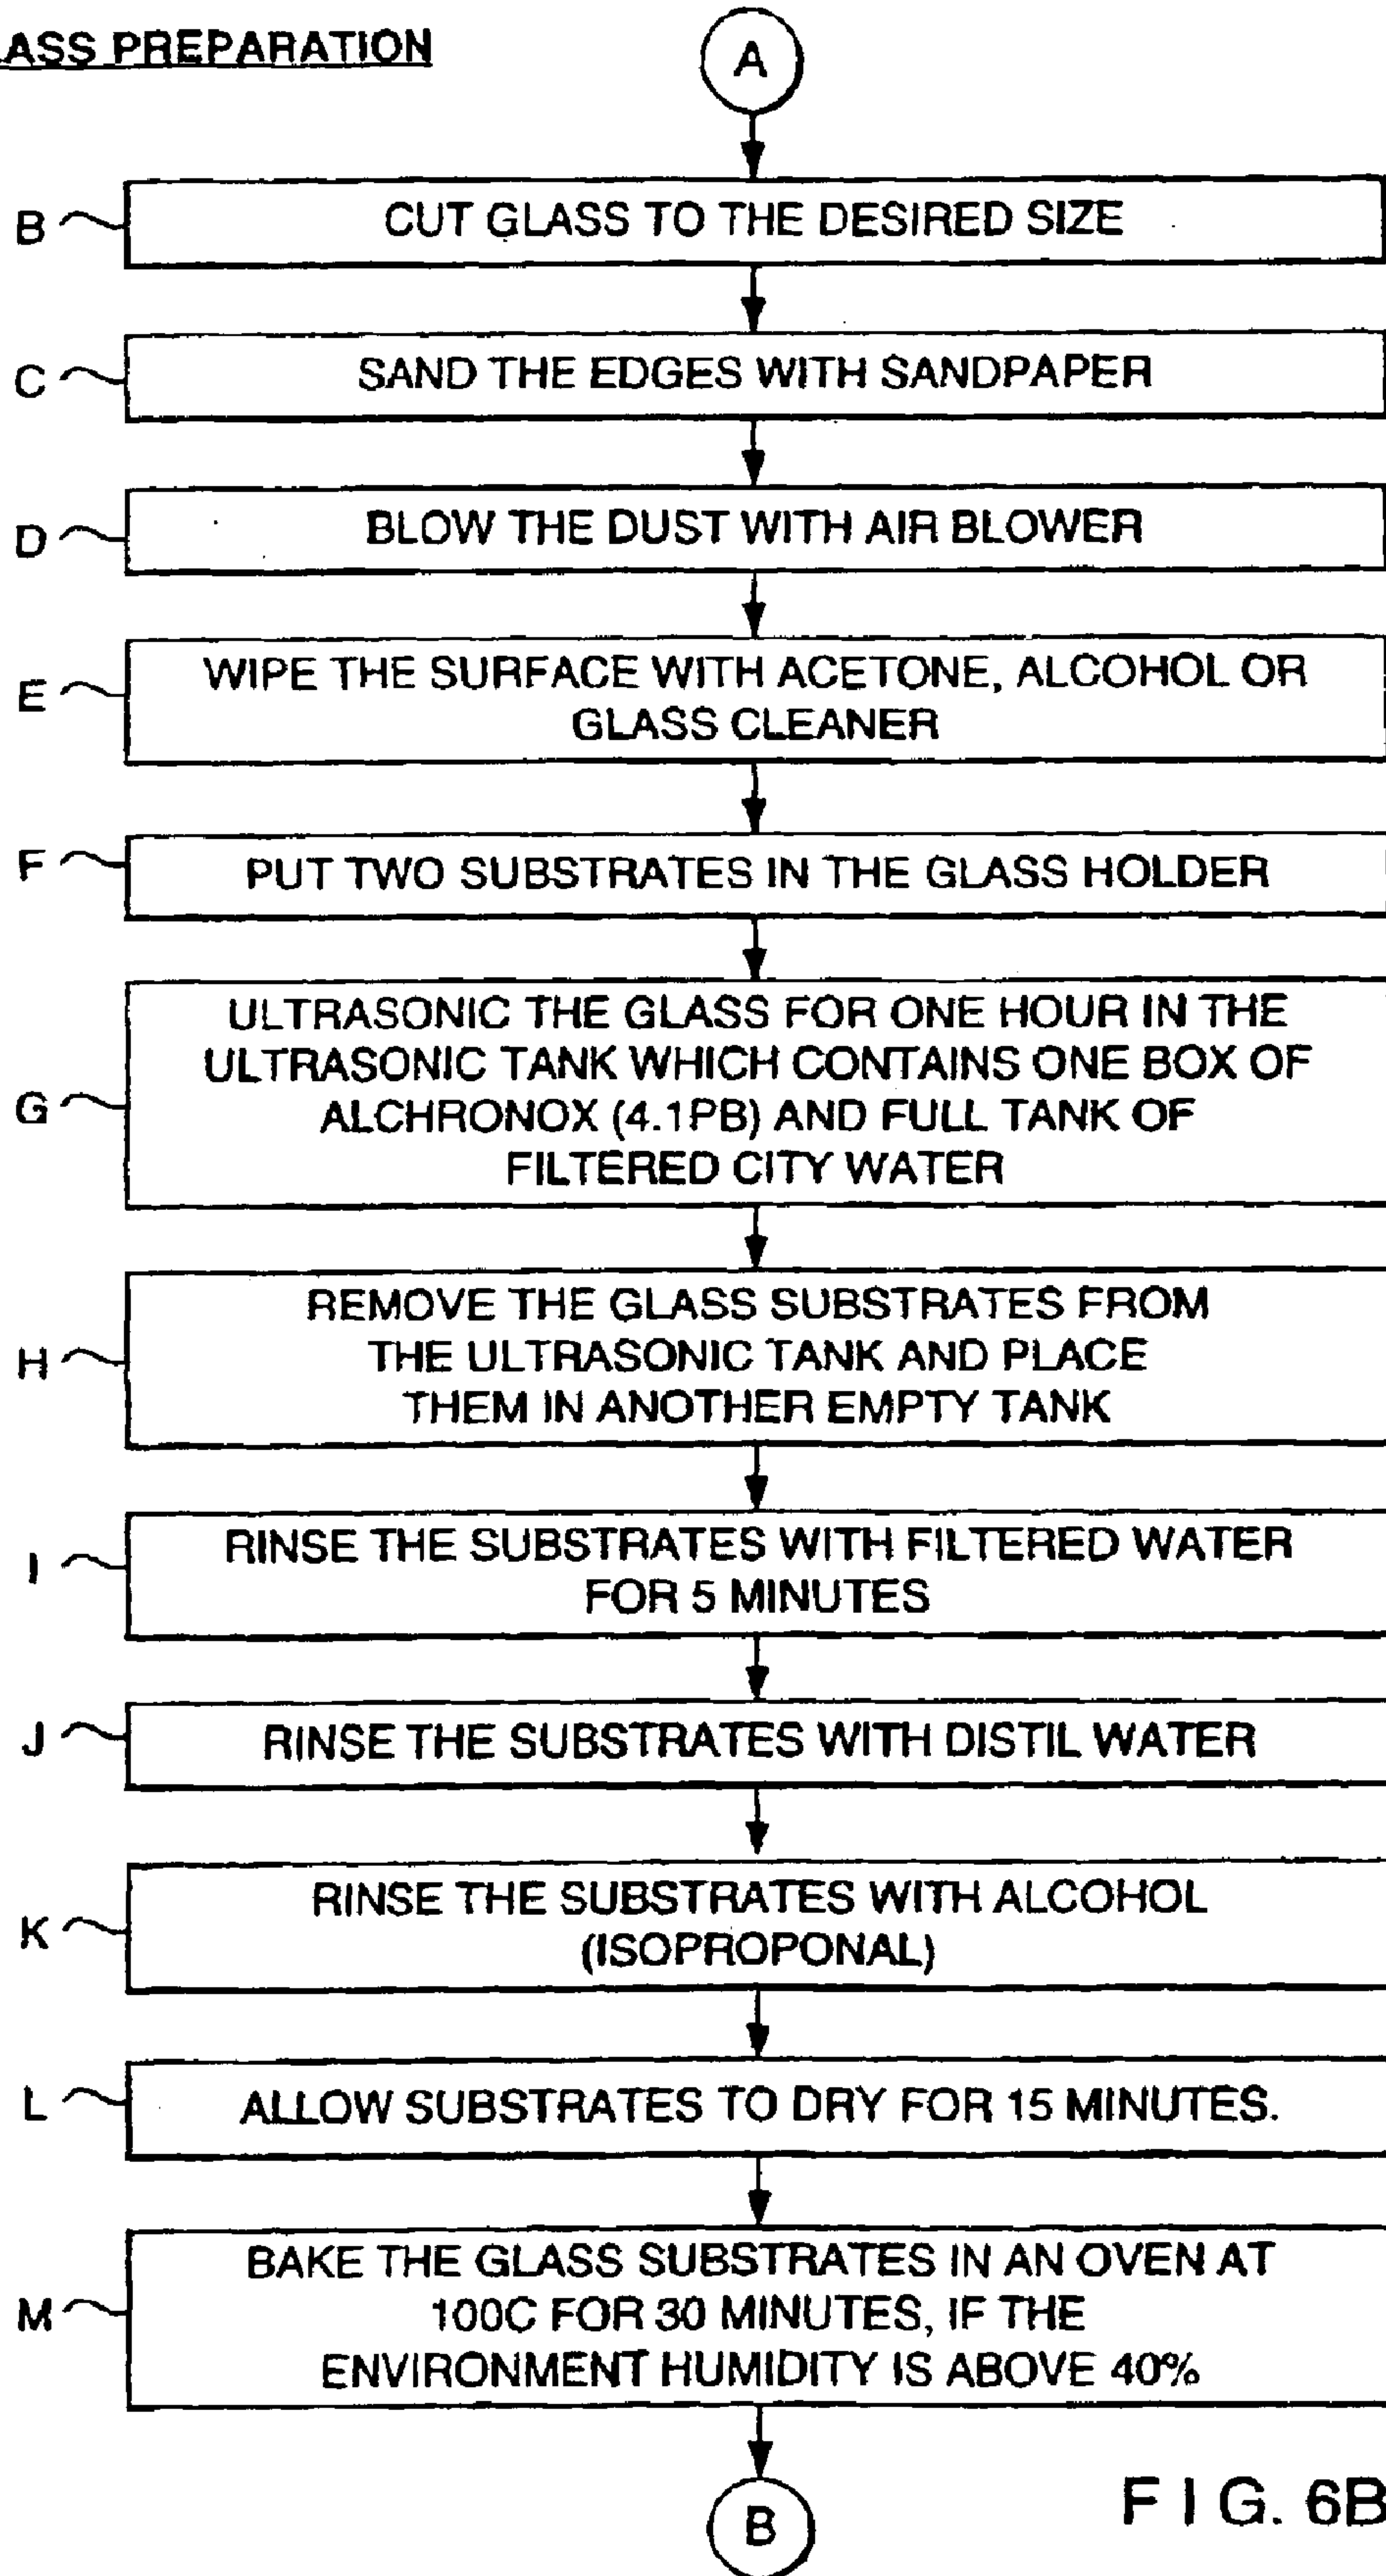 ASS PREPARATION
A
B
CUT GLASS TO THE DESIRED SIZE
C
SAND THE EDGES WITH SANDPAPER
D
BLOW THE DUST WITH AIR BLOWER
E
WIPE THE SURFACE WITH ACETONE, ALCOHOL OR
GLASS CLEANER
F
PUT TWO SUBSTRATES IN THE GLASS HOLDER
G
ULTRASONIC THE GLASS FOR ONE HOUR IN THE
ULTRASONIC TANK WHICH CONTAINS ONE BOX OF
ALCHRONOX (4.1PB) AND FULL TANK OF
FILTERED CITY WATER
H
REMOVE THE GLASS SUBSTRATES FROM
THE ULTRASONIC TANK AND PLACE
THEM IN ANOTHER EMPTY TANK
I
RINSE THE SUBSTRATES WITH FILTERED WATER
FOR 5 MINUTES
J
RINSE THE SUBSTRATES WITH DISTIL WATER
K
RINSE THE SUBSTRATES WITH ALCOHOL
(ISOPROPONAL)
L
ALLOW SUBSTRATES TO DRY FOR 15 MINUTES.
M
BAKE THE GLASS SUBSTRATES IN AN OVEN AT
100C FOR 30 MINUTES, IF THE
ENVIRONMENT HUMIDITY IS ABOVE 40%
B
FIG. 6B